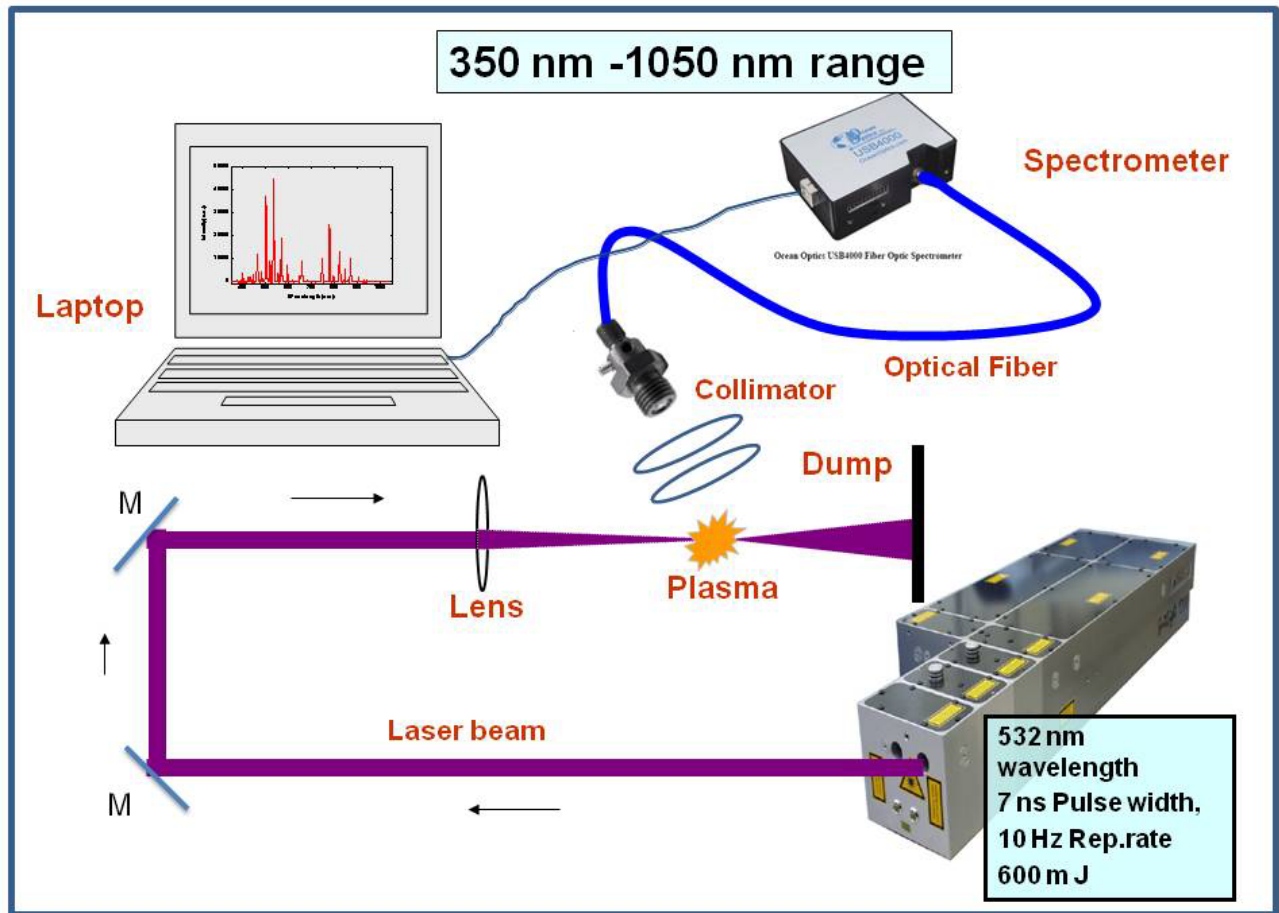 350 nm -1050 nm range
USB4000
Spectrometer
Ocean Optics USB4000 Fiber Optic Spectrometer
Laptop
Optical Fiber
Collimator
Dump
M
Lens
Plasma
Laser beam
M
532 nm
wavelength
7 ns Pulse width,
10 Hz Rep.rate
600 m J